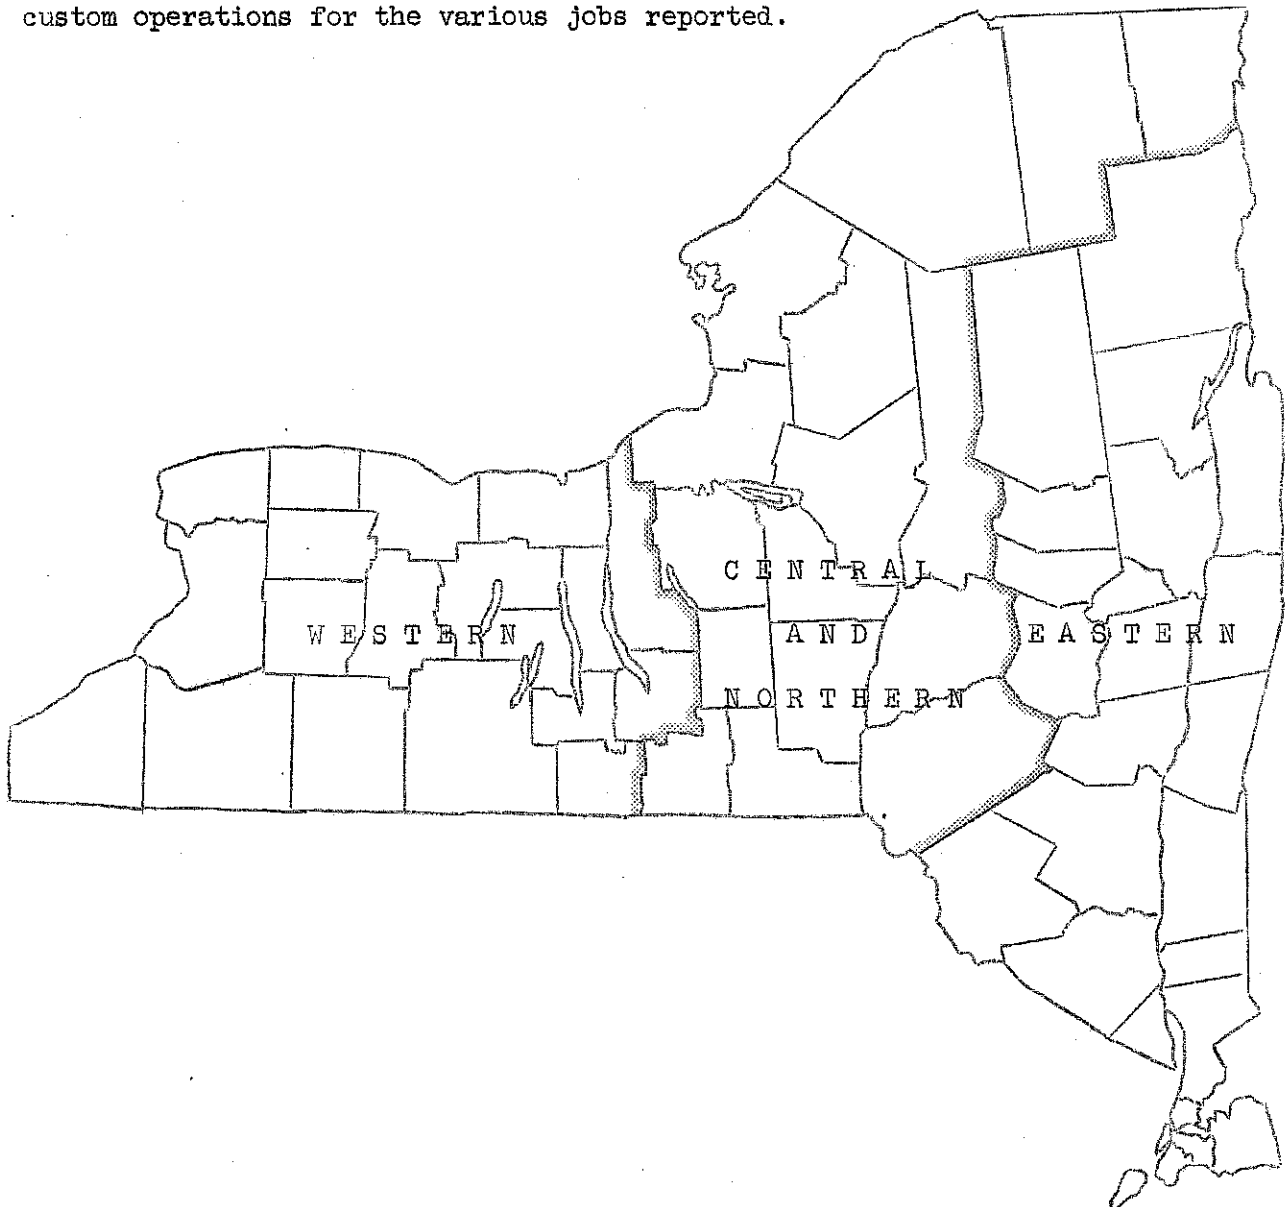 custom operations for the various jobs reported.
CENTRAL
WESTERN AND EASTERN
NORTHERN